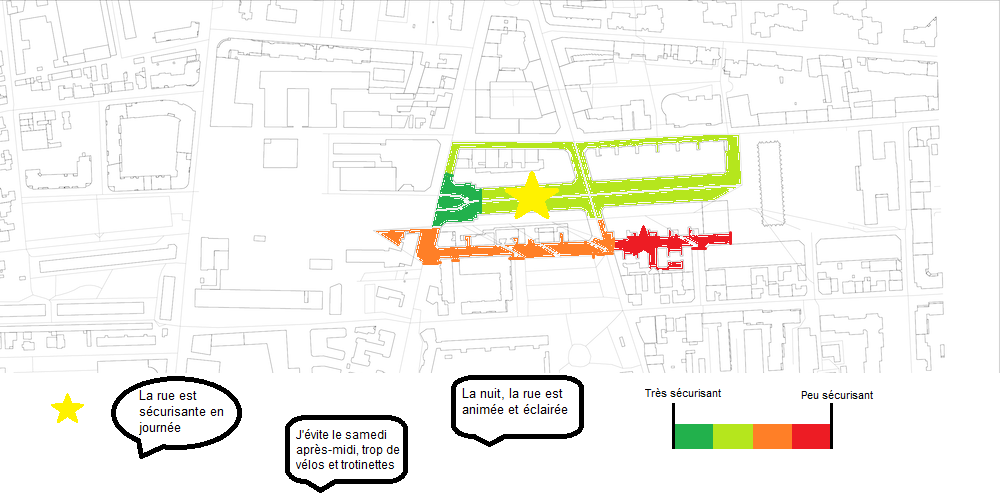 La rue est
sécurisante en
journée
J'évite le samedi
après-midi, trop de
vélos et trotinettes
La nuit, la rue est
animée et éclairée
Très sécurisant
Peu sécurisant